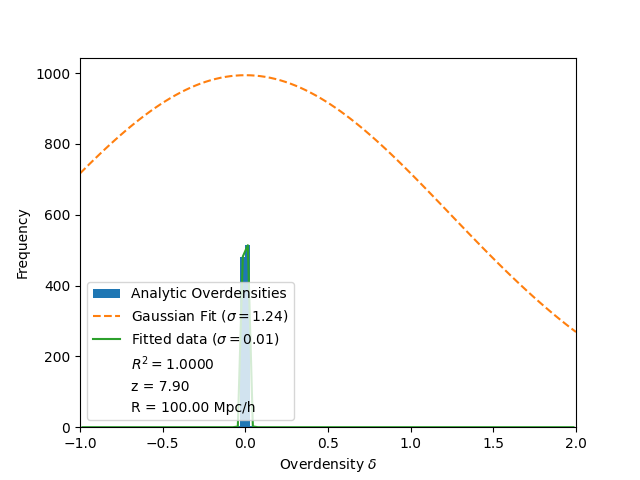 1000
800
600
400
200
0
Frequency
Analytic Overdensities
Gaussian Fit (σ = 1.24)
Fitted data (σ = 0.01)
R² = 1.0000
z = 7.90
R = 100.00 Mpc/h
−1.0 −0.5 0.0 0.5 1.0 1.5 2.0
Overdensity δ